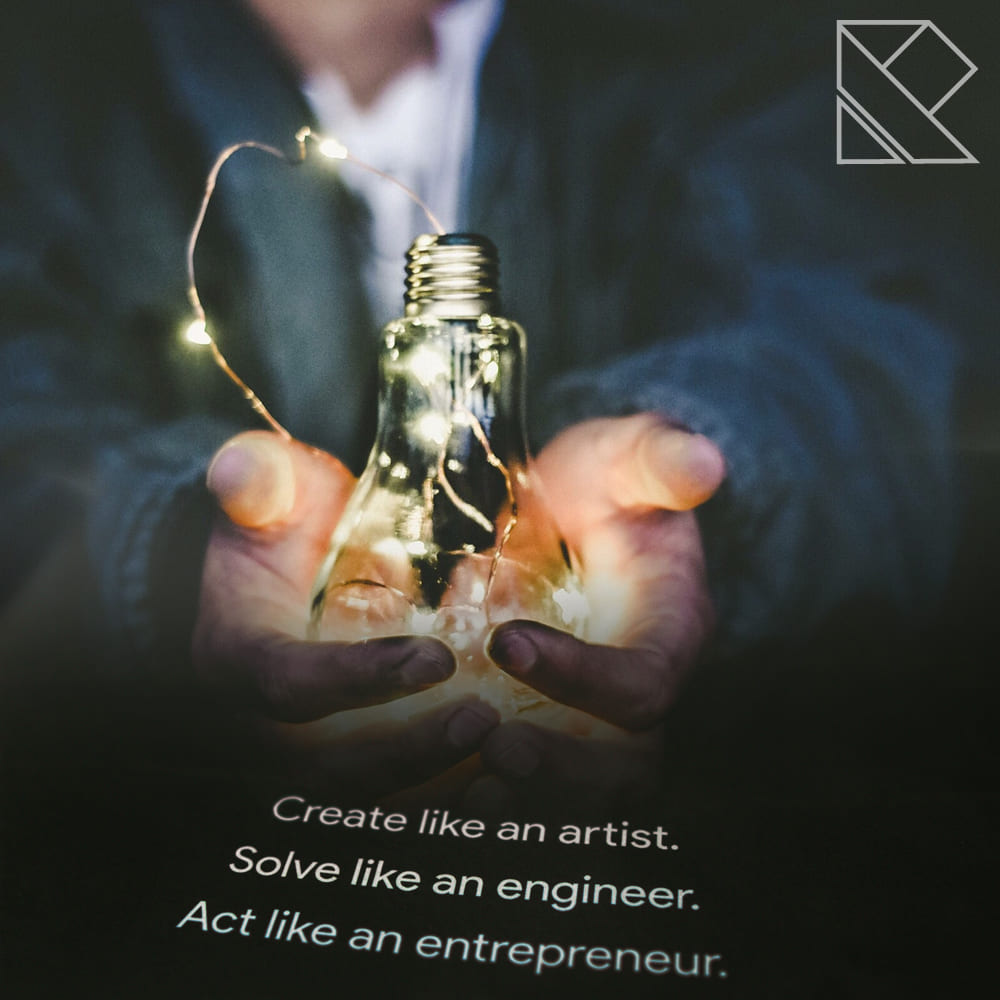 Create like an artist.
Solve like an engineer.
Act like an entrepreneur.